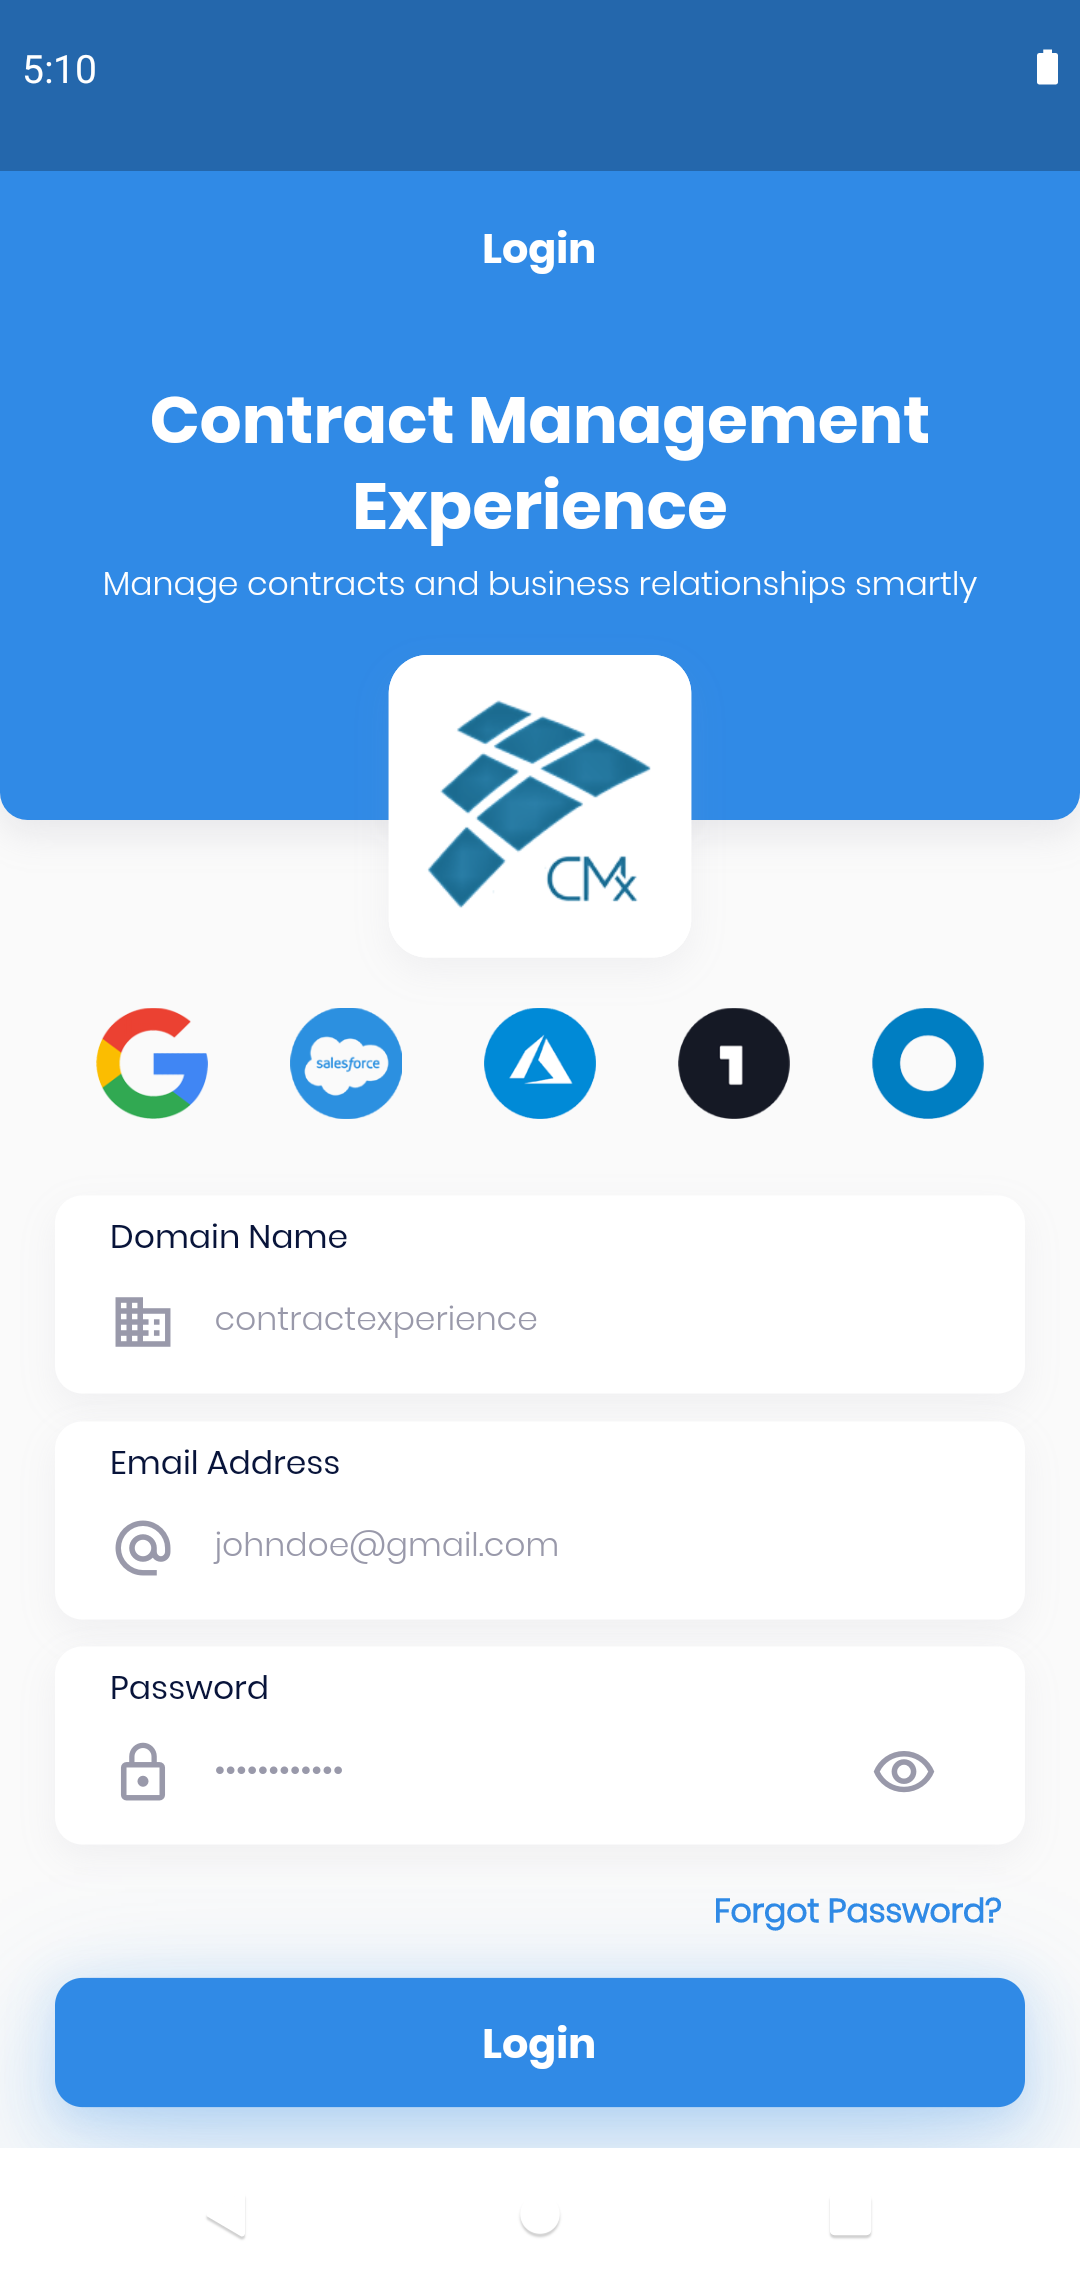 5:10
Login
Contract Management
Experience
Manage contracts and business relationships smartly
CMx
salesforce
1
Domain Name
contractexperience
Email Address
johndoe@gmail.com
Password
••••••••••••
Forgot Password?
Login